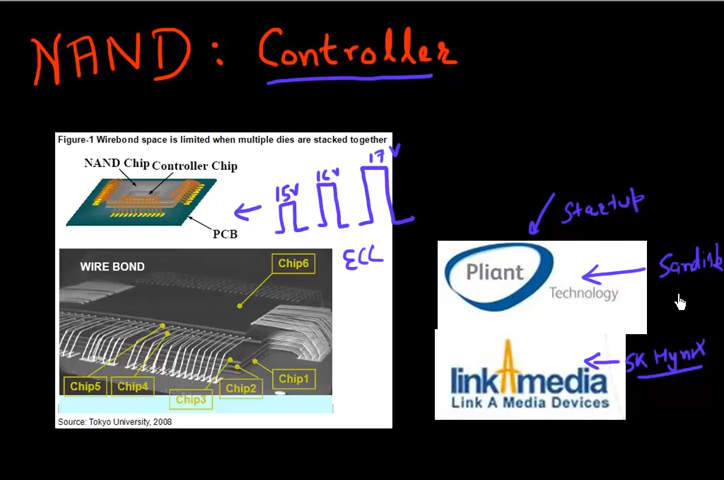 NAND: Controller
Figure-1 Wirebond space is limited when multiple dies are stacked together
NAND Chip
Controller Chip
PCB
15V
16V
17V
ECC
WIRE BOND
Chip6
Chip5
Chip4
Chip3
Chip2
Chip1
Source: Tokyo University, 2008
Startup
Pliant
Technology
Sandisk
linkAmedia
Link A Media Devices
SK Hynix